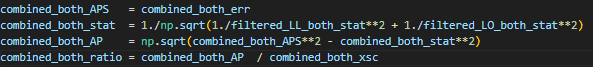 combined_both_APS   = combined_both_err
combined_both_stat  = 1./np.sqrt(1./filtered_LL_both_stat**2 + 1./filtered_LO_both_stat**2)
combined_both_AP    = np.sqrt(combined_both_APS**2 - combined_both_stat**2)
combined_both_ratio = combined_both_AP  / combined_both_xsc